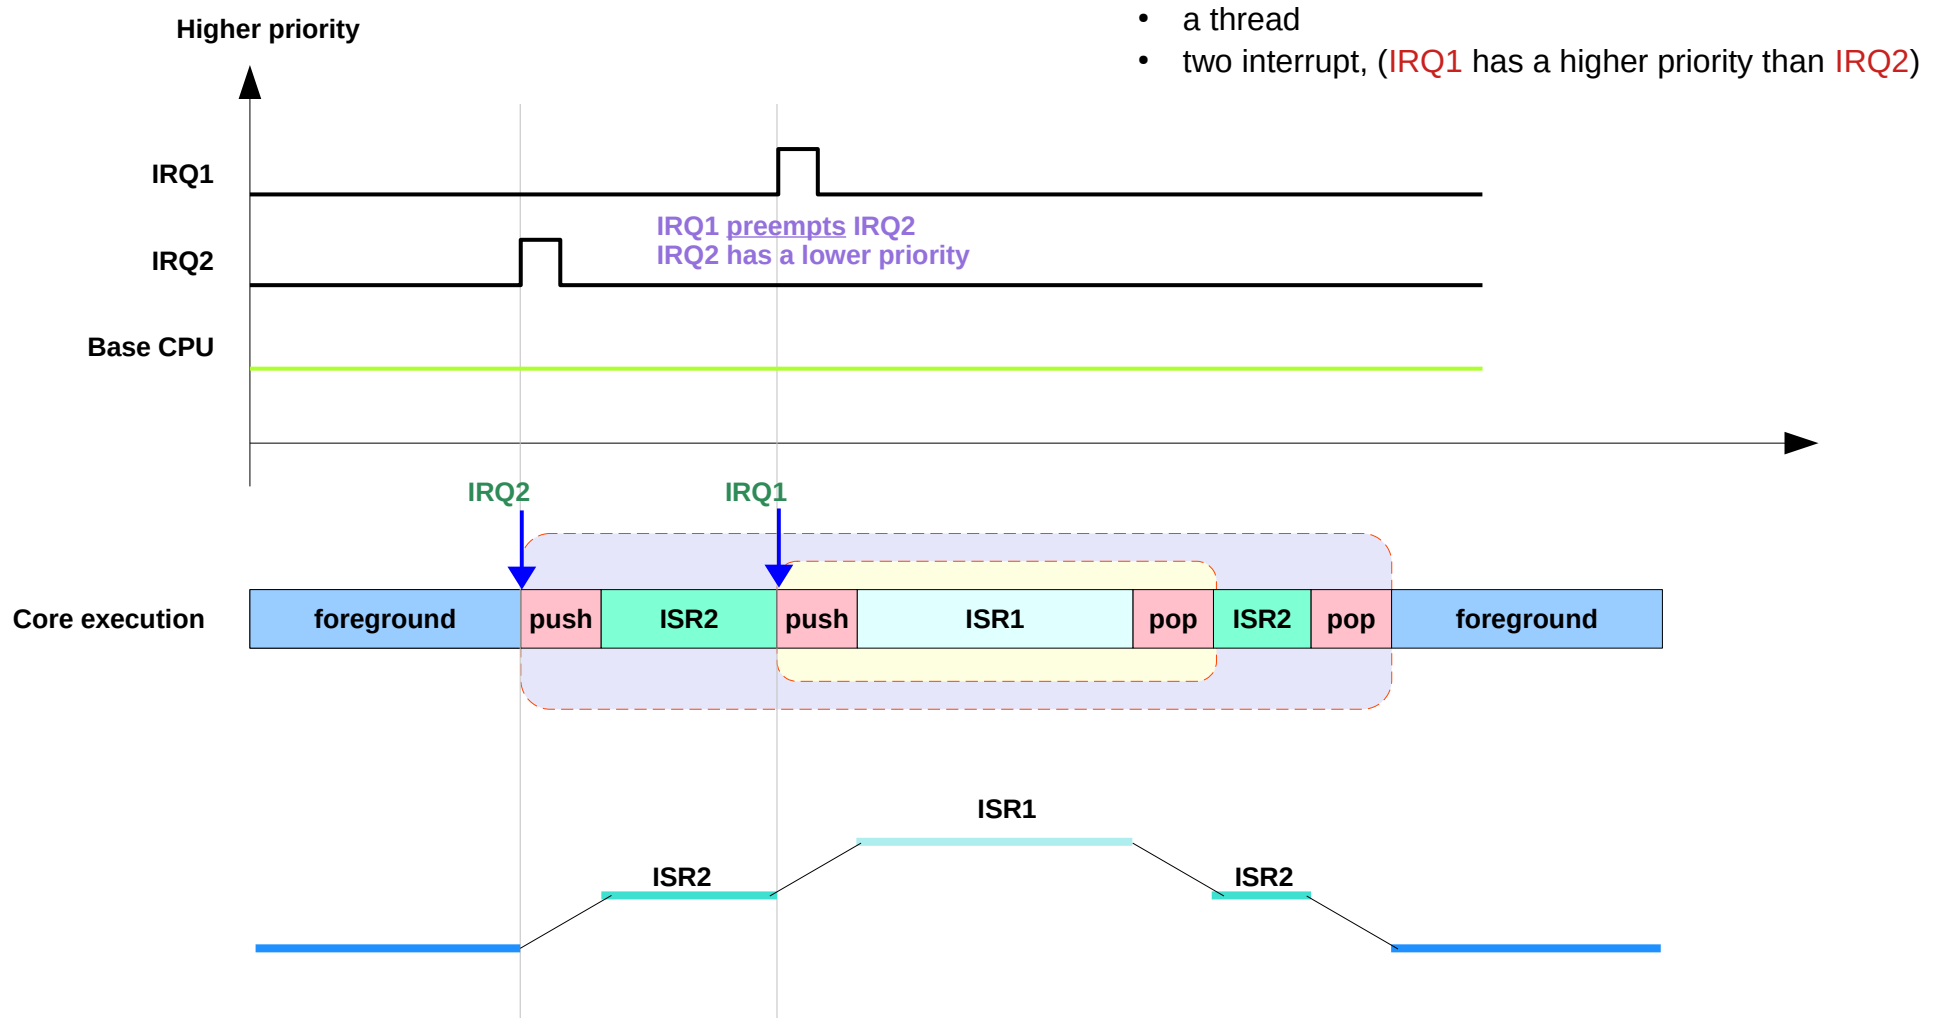 • a thread
Higher priority
• two interrupt, (IRQ1 has a higher priority than IRQ2)
IRQ1
IRQ1 preempts IRQ2
IRQ2 has a lower priority
IRQ2
Base CPU
IRQ2 IRQ1
Core execution foreground push ISR2 push ISR1 pop ISR2 pop foreground
ISR1
ISR2 ISR2